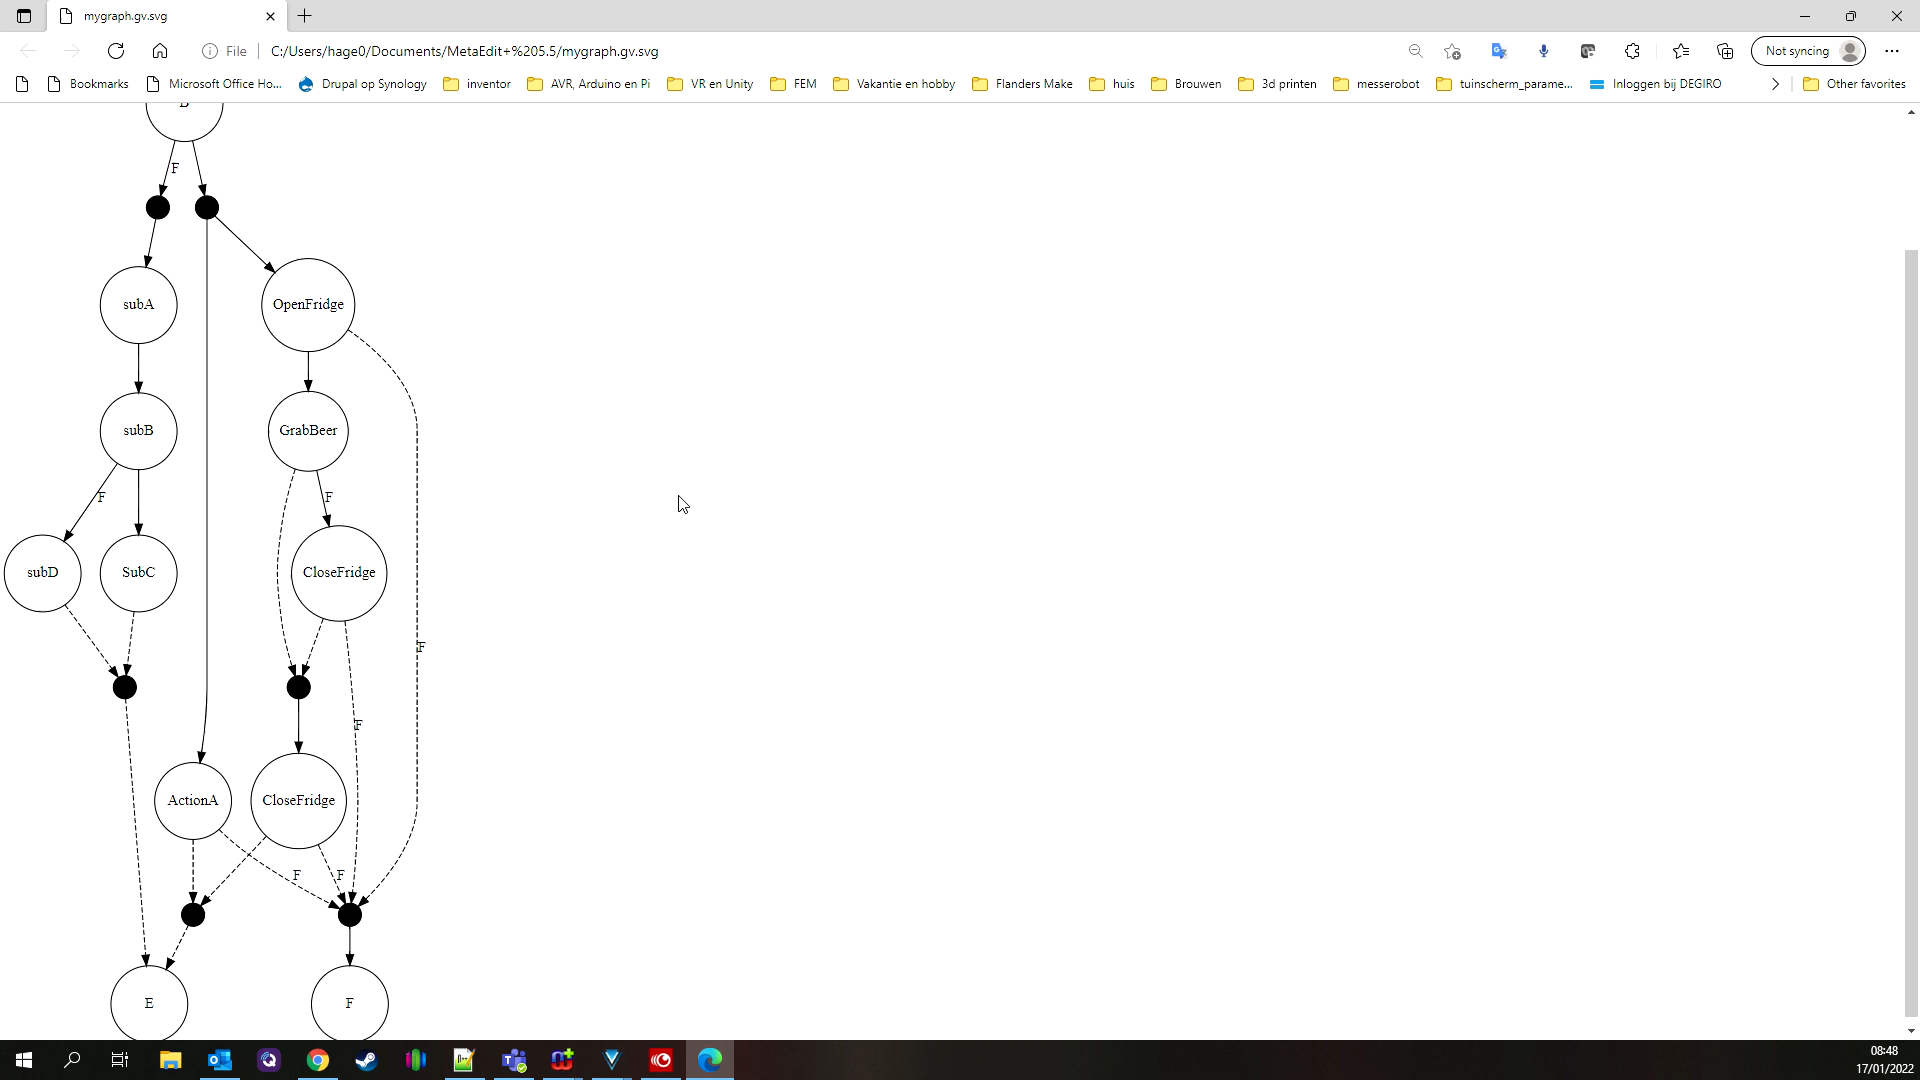 mygraph.gv.svg
File
C:/Users/hage0/Documents/MetaEdit+%205.5/mygraph.gv.svg
Not syncing
Bookmarks
Microsoft Office Ho...
Drupal op Synology
inventor
AVR, Arduino en Pi
VR en Unity
FEM
Vakantie en hobby
Flanders Make
huis
Brouwen
3d printen
messerobot
tuinscherm_parame...
Inloggen bij DEGIRO
Other favorites
F
subA
OpenFridge
subB
GrabBeer
F
F
subD
SubC
CloseFridge
F
F
ActionA
CloseFridge
F
F
E
F
08:48
17/01/2022